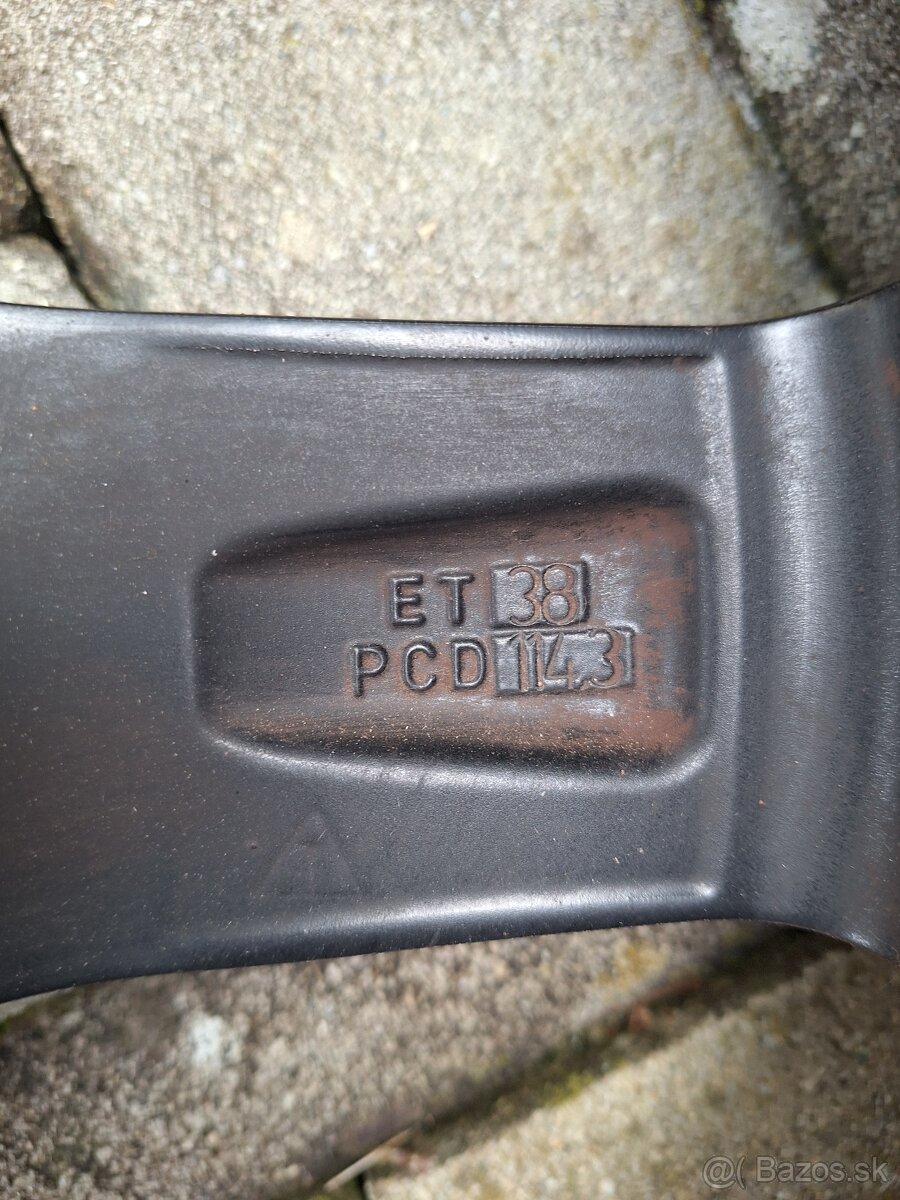 ET 38
PCD 114,3
@( Bazos.sk